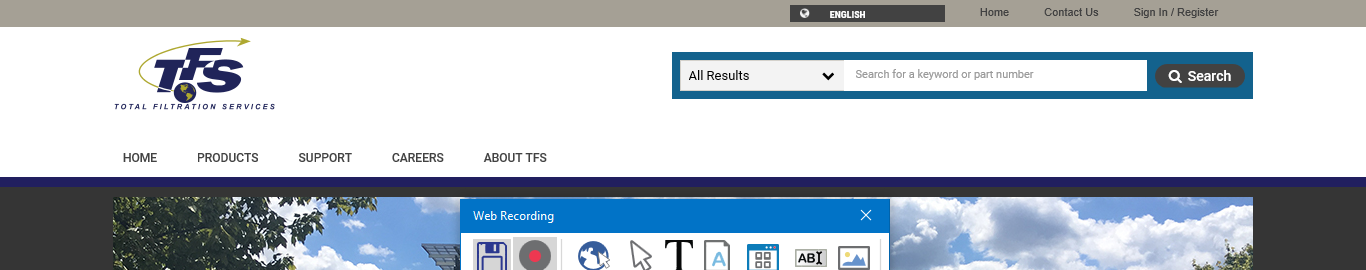 ENGLISH
Home
Contact Us
Sign In / Register
TFS
TOTAL FILTRATION SERVICES
All Results
Search for a keyword or part number
Search
HOME
PRODUCTS
SUPPORT
CAREERS
ABOUT TFS
Web Recording
T
A
AB